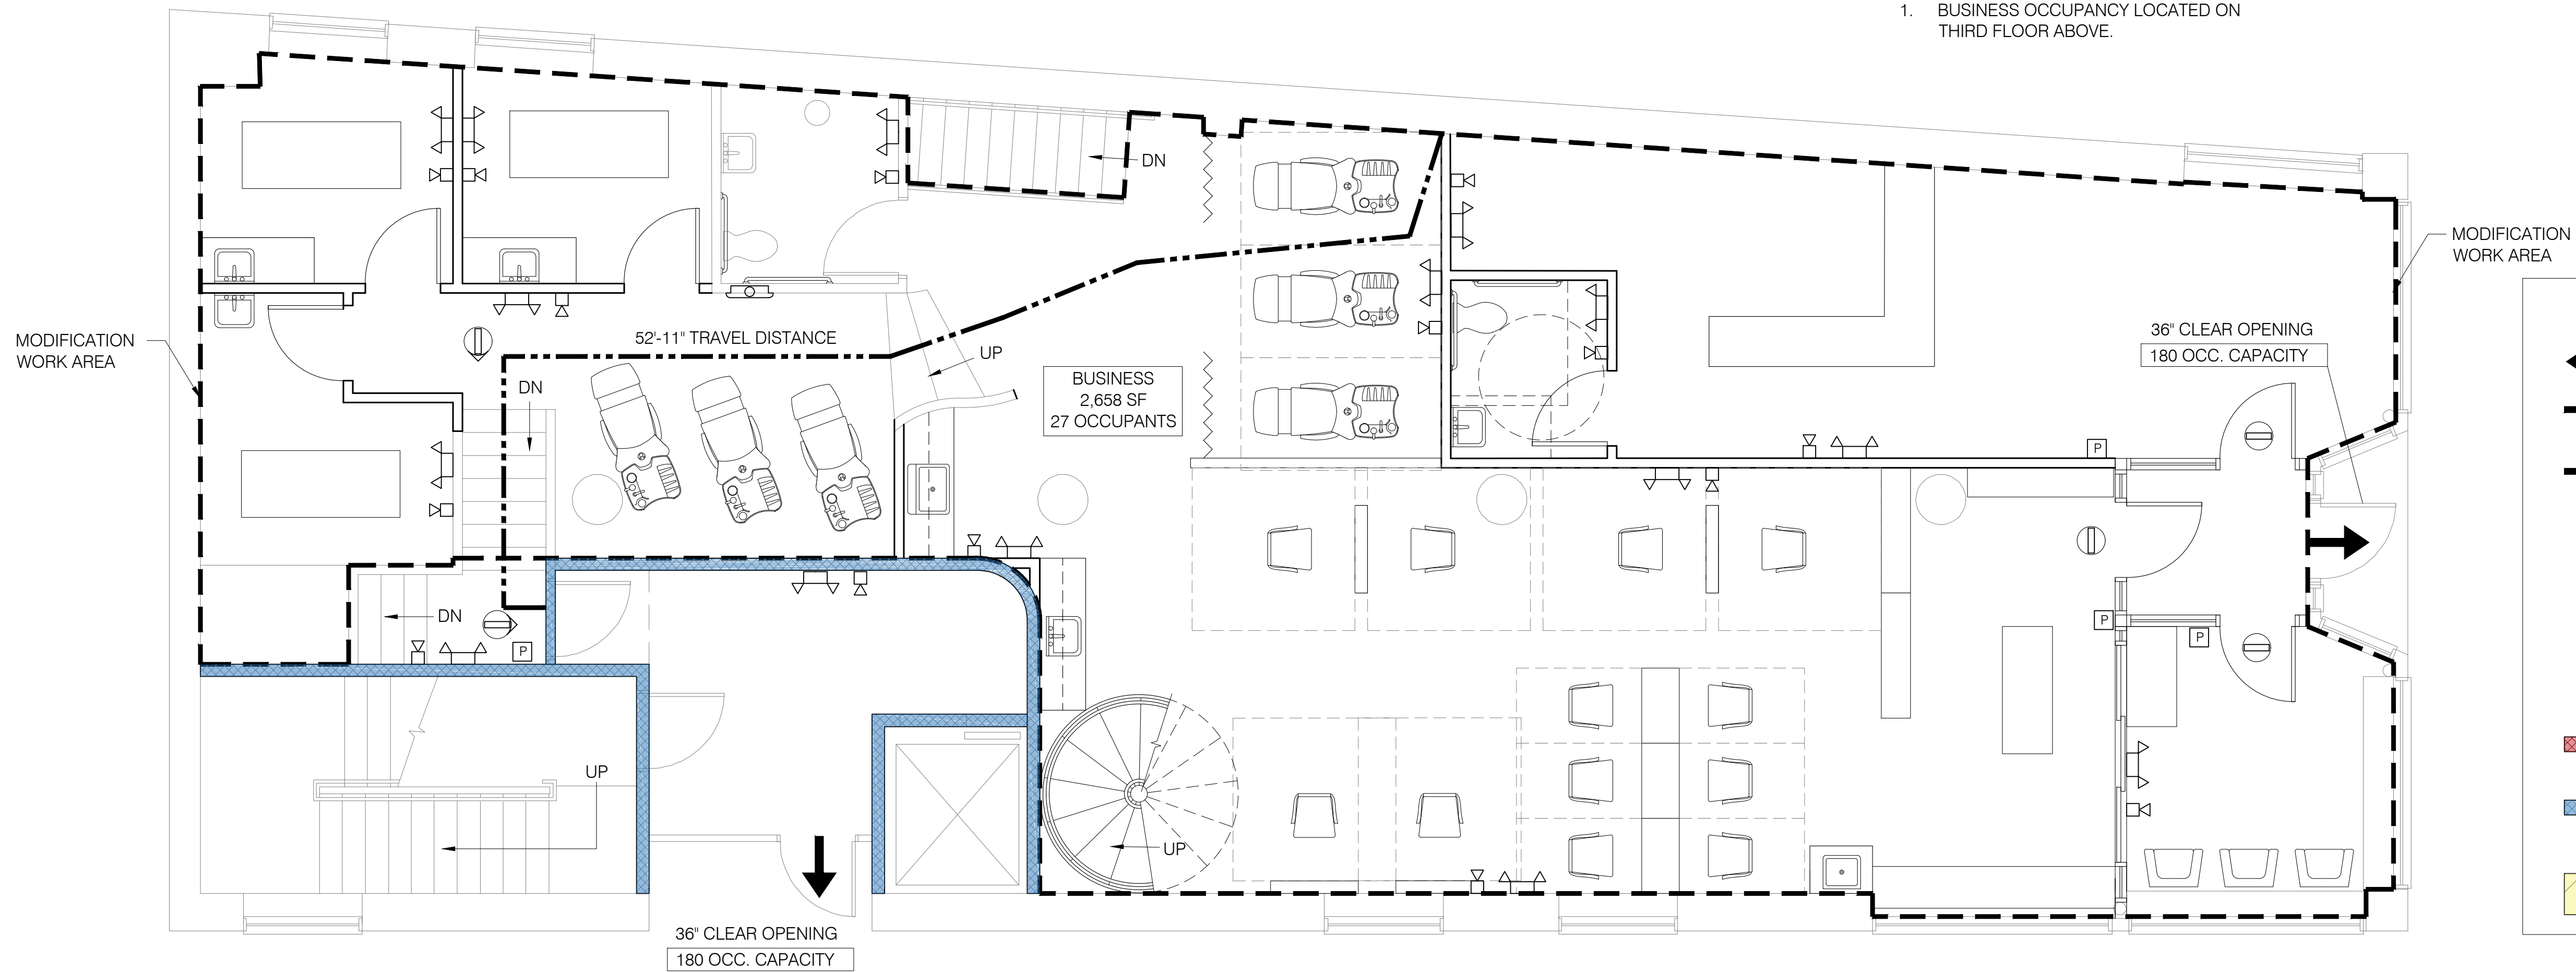 1. BUSINESS OCCUPANCY LOCATED ON
THIRD FLOOR ABOVE.
DN
MODIFICATION
WORK AREA
MODIFICATION
WORK AREA
52'-11" TRAVEL DISTANCE
UP
DN
BUSINESS
2,658 SF
27 OCCUPANTS
36" CLEAR OPENING
180 OCC. CAPACITY
P
DN
P
P
P
UP
UP
36" CLEAR OPENING
180 OCC. CAPACITY